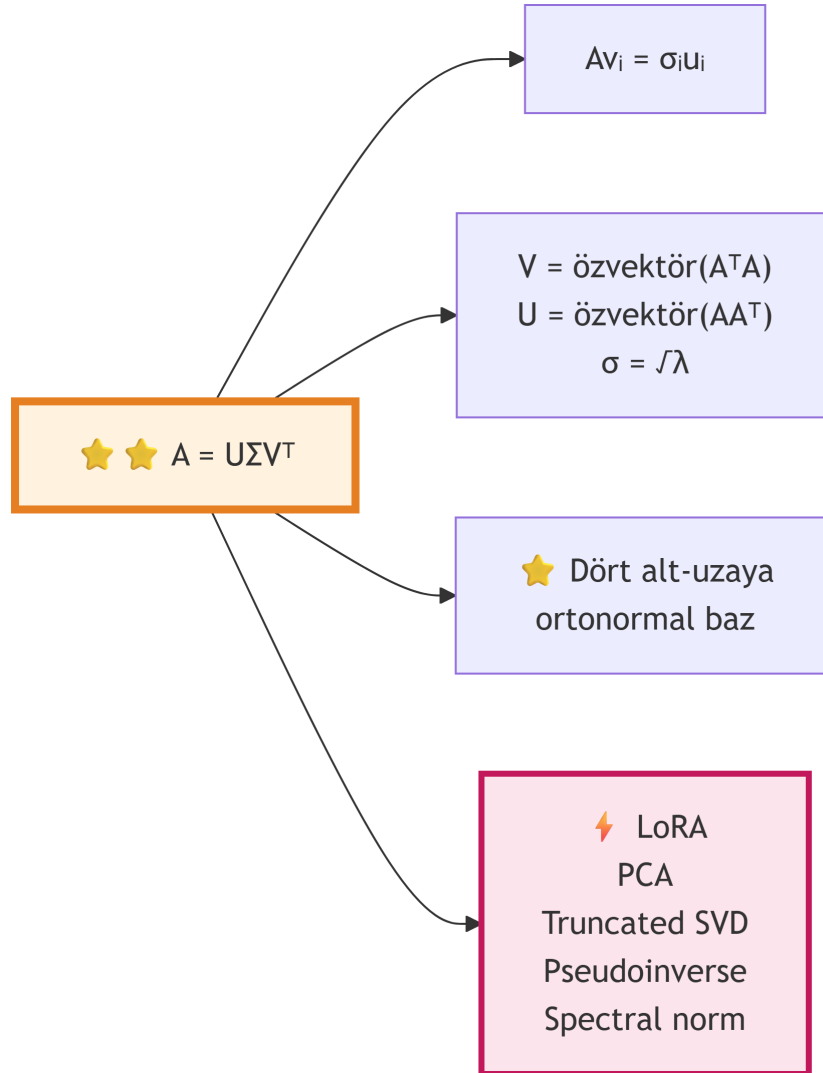 Avᵢ = σᵢuᵢ
V = özvektör(AᵀA)
U = özvektör(AAᵀ)
σ = √λ
⭐⭐ A = UΣVᵀ
⭐ Dört alt-uzaya
ortonormal baz
⚡ LoRA
PCA
Truncated SVD
Pseudoinverse
Spectral norm